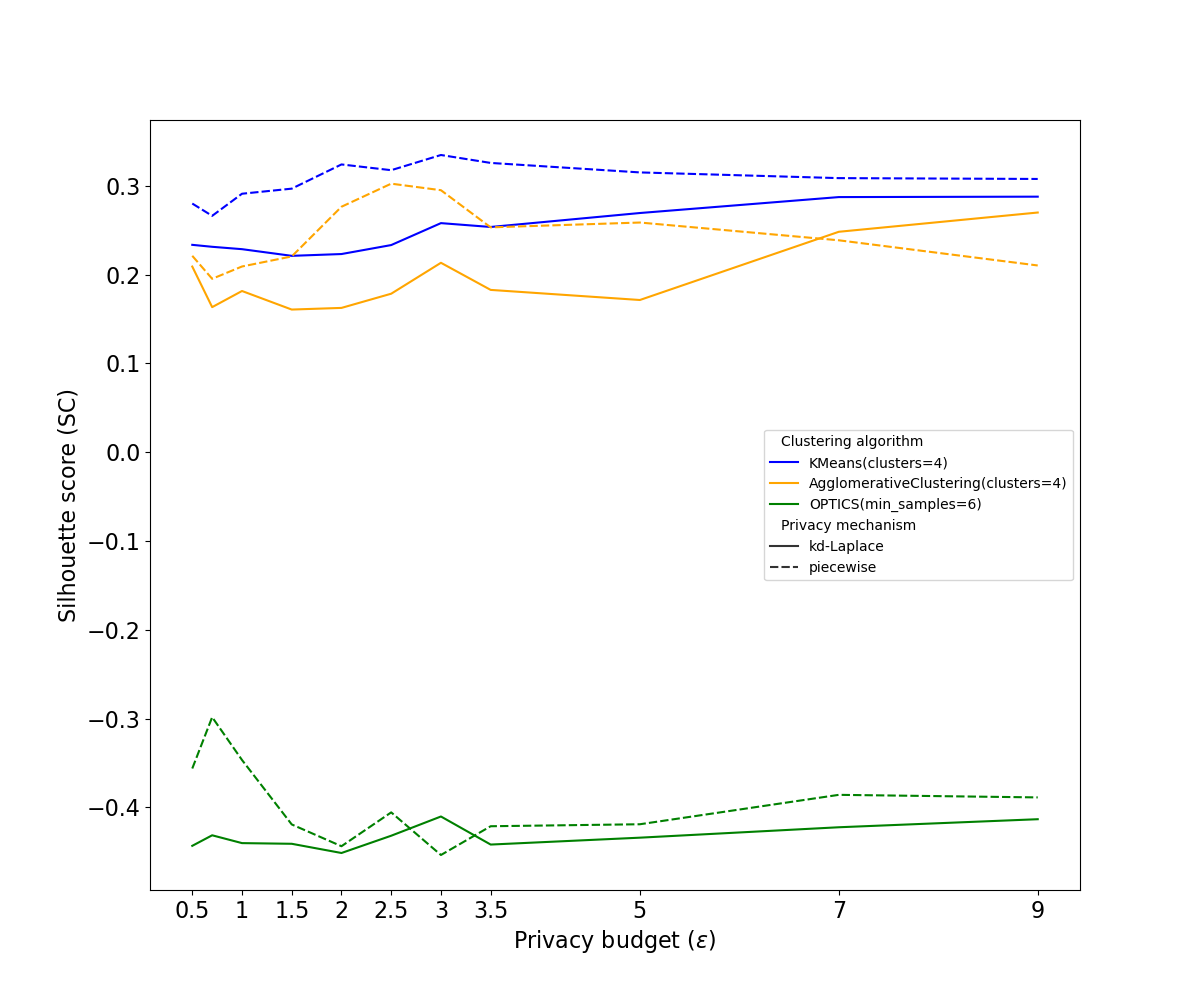 0.3
0.2
0.1
0.0
−0.1
−0.2
−0.3
−0.4
Silhouette score (SC)
Clustering algorithm
KMeans(clusters=4)
AgglomerativeClustering(clusters=4)
OPTICS(min_samples=6)
Privacy mechanism
kd-Laplace
piecewise
0.5 1 1.5 2 2.5 3 3.5 5 7 9
Privacy budget (ε)